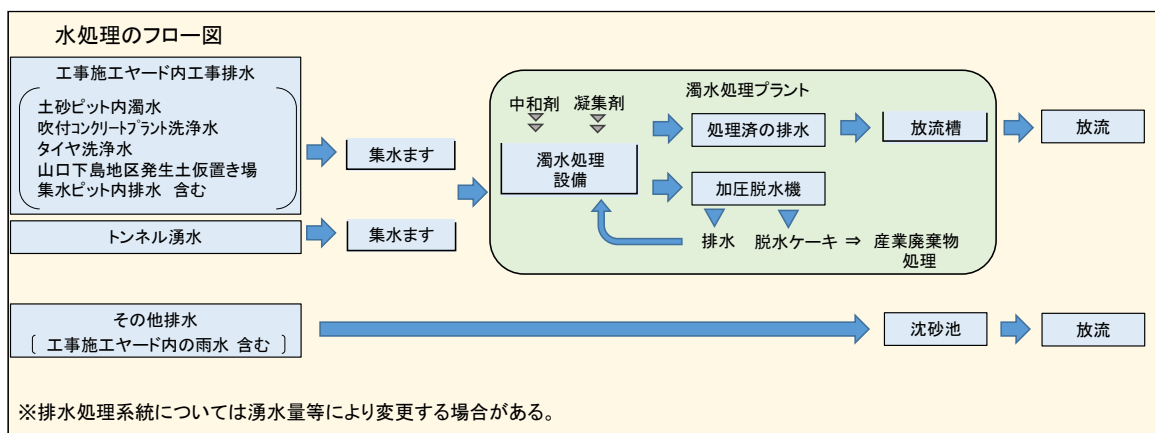 水処理のフロー図
工事施工ヤード内工事排水
土砂ピット内濁水
吹付コンクリートプラント洗浄水
タイヤ洗浄水
山口下島地区発生土仮置き場
集水ピット内排水 含む
集水ます
トンネル湧水
集水ます
濁水処理プラント
中和剤
凝集剤
濁水処理
設備
処理済の排水
放流槽
放流
加圧脱水機
排水
脱水ケーキ ⇒ 産業廃棄物
処理
その他排水
〔 工事施工ヤード内の雨水 含む 〕
沈砂池
放流
※排水処理系統については湧水量等により変更する場合がある。